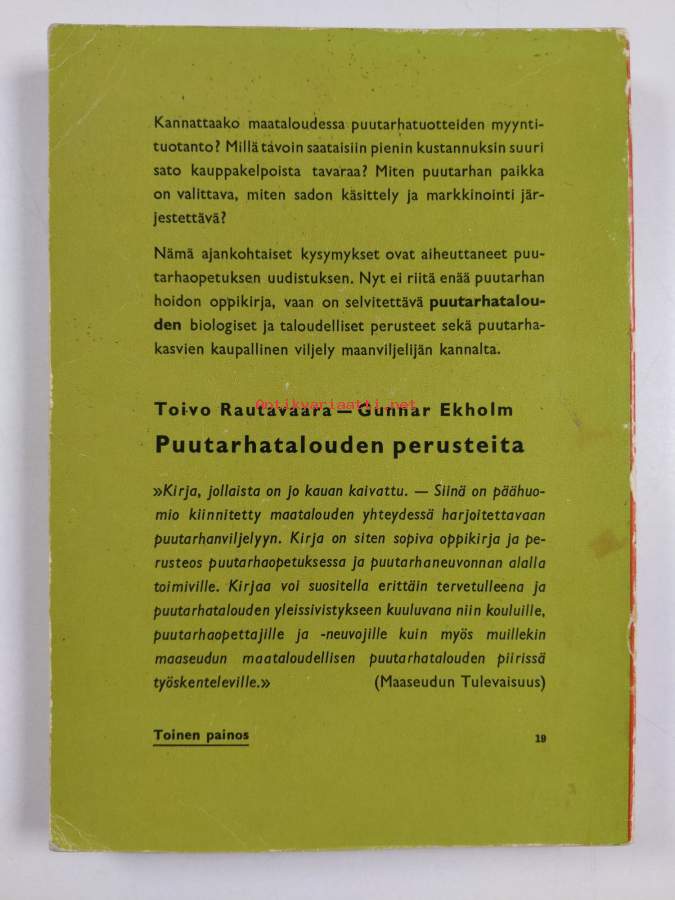 Kannattaako maataloudessa puutarhatuotteiden myynti-
tuotanto? Millä tavoin saataisiin pienin kustannuksin suuri
sato kauppakelpoista tavaraa? Miten puutarhan paikka
on valittava, miten sadon käsittely ja markkinointi jär-
jestettävä?
Nämä ajankohtaiset kysymykset ovat aiheuttaneet puu-
tarhaopetuksen uudistuksen. Nyt ei riitä enää puutarhan
hoidon oppikirja, vaan on selvitettävä puutarhatalou-
den biologiset ja taloudelliset perusteet sekä puutarha-
kasvien kaupallinen viljely maanviljelijän kannalta.
Toivo Rautavaara — Gunnar Ekholm
Antikvariaatti.net
Puutarhatalouden perusteita
»Kirja, jollaista on jo kauan kaivattu. — Siinä on päähuo-
mio kiinnitetty maatalouden yhteydessä harjoitettavaan
puutarhanviljelyyn. Kirja on siten sopiva oppikirja ja pe-
rusteos puutarhaopetuksessa ja puutarhaneuvonnan alalla
toimiville. Kirjaa voi suositella erittäin tervetulleena ja
puutarhatalouden yleissivistykseen kuuluvana niin kouluille,
puutarhaopettajille ja -neuvojille kuin myös muillekin
maaseudun maataloudellisen puutarhatalouden piirissä
työskenteleville.» (Maaseudun Tulevaisuus)
Toinen painos 19